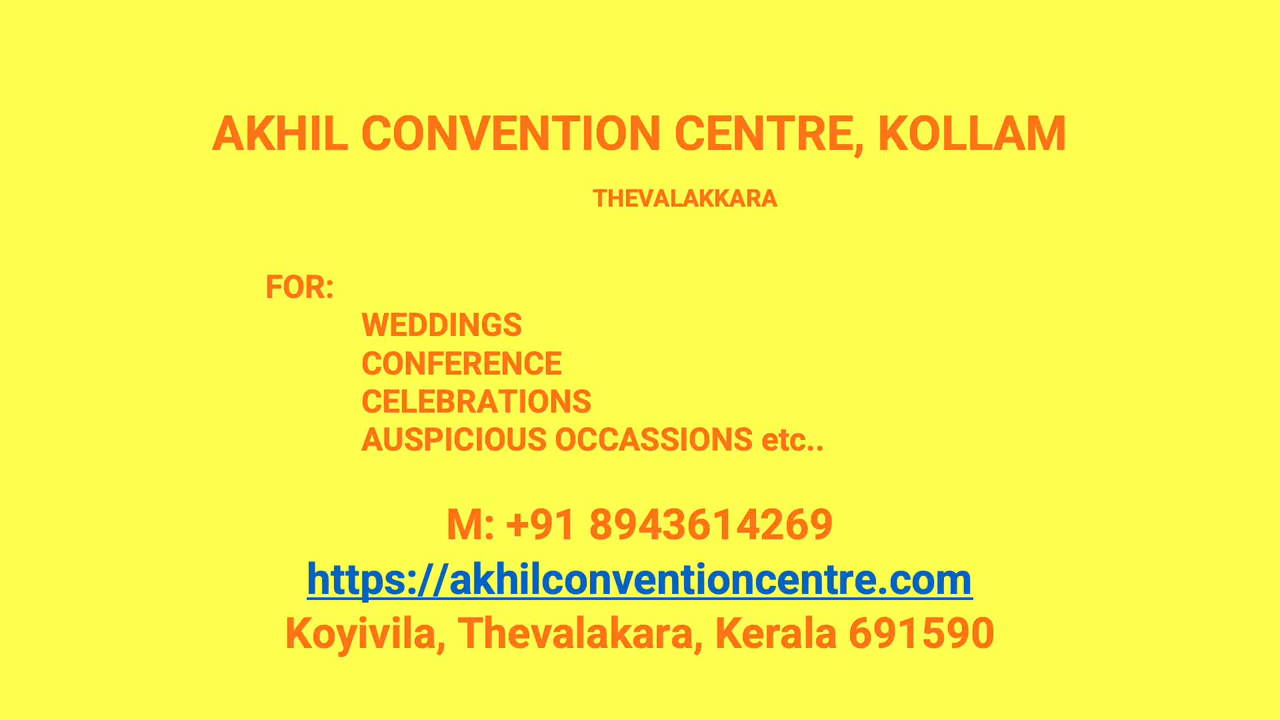 AKHIL CONVENTION CENTRE, KOLLAM
THEVALAKKARA
FOR:
WEDDINGS
CONFERENCE
CELEBRATIONS
AUSPICIOUS OCCASSIONS etc..
M: +91 8943614269
https://akhilconventioncentre.com
Koyivila, Thevalakara, Kerala 691590